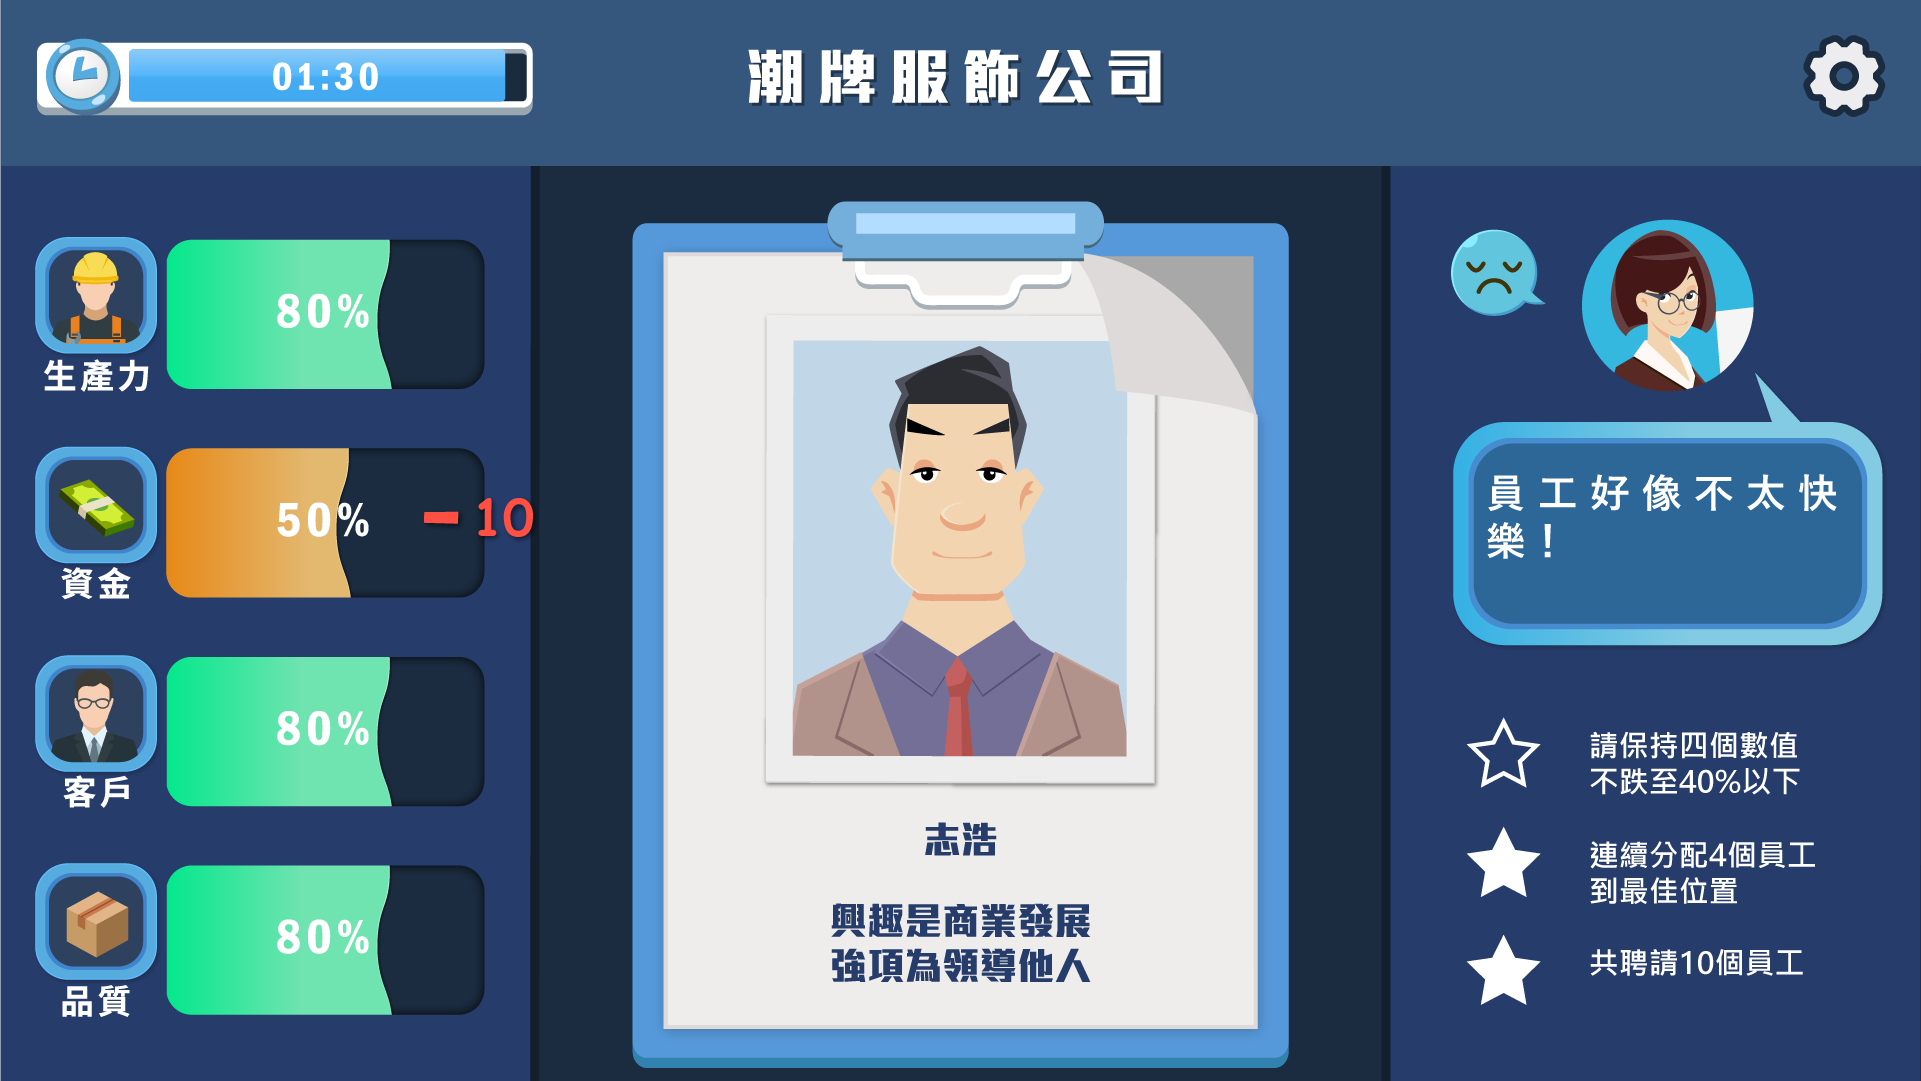 01:30
潮牌服飾公司
80%
生產力
50%
-10
資金
80%
客戶
80%
品質
志浩
興趣是商業發展
強項為領導他人
員工好像不太快
樂！
請保持四個數值
不跌至40%以下
連續分配4個員工
到最佳位置
共聘請10個員工